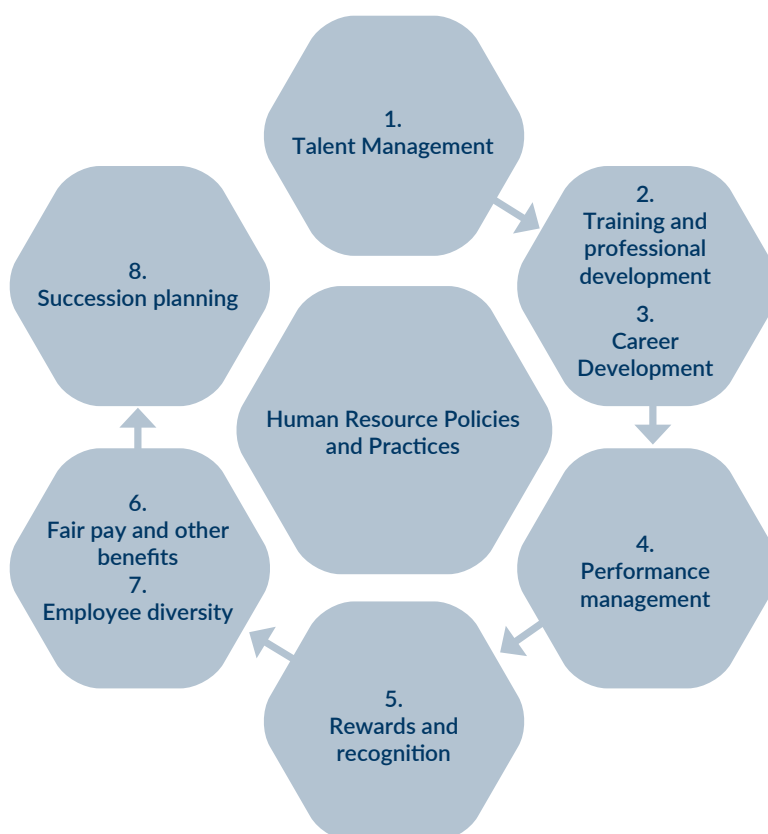 1.
Talent Management
2.
Training and
professional
development
3.
Career
Development
8.
Succession planning
Human Resource Policies
and Practices
6.
Fair pay and other
benefits
7.
Employee diversity
4.
Performance
management
5.
Rewards and
recognition